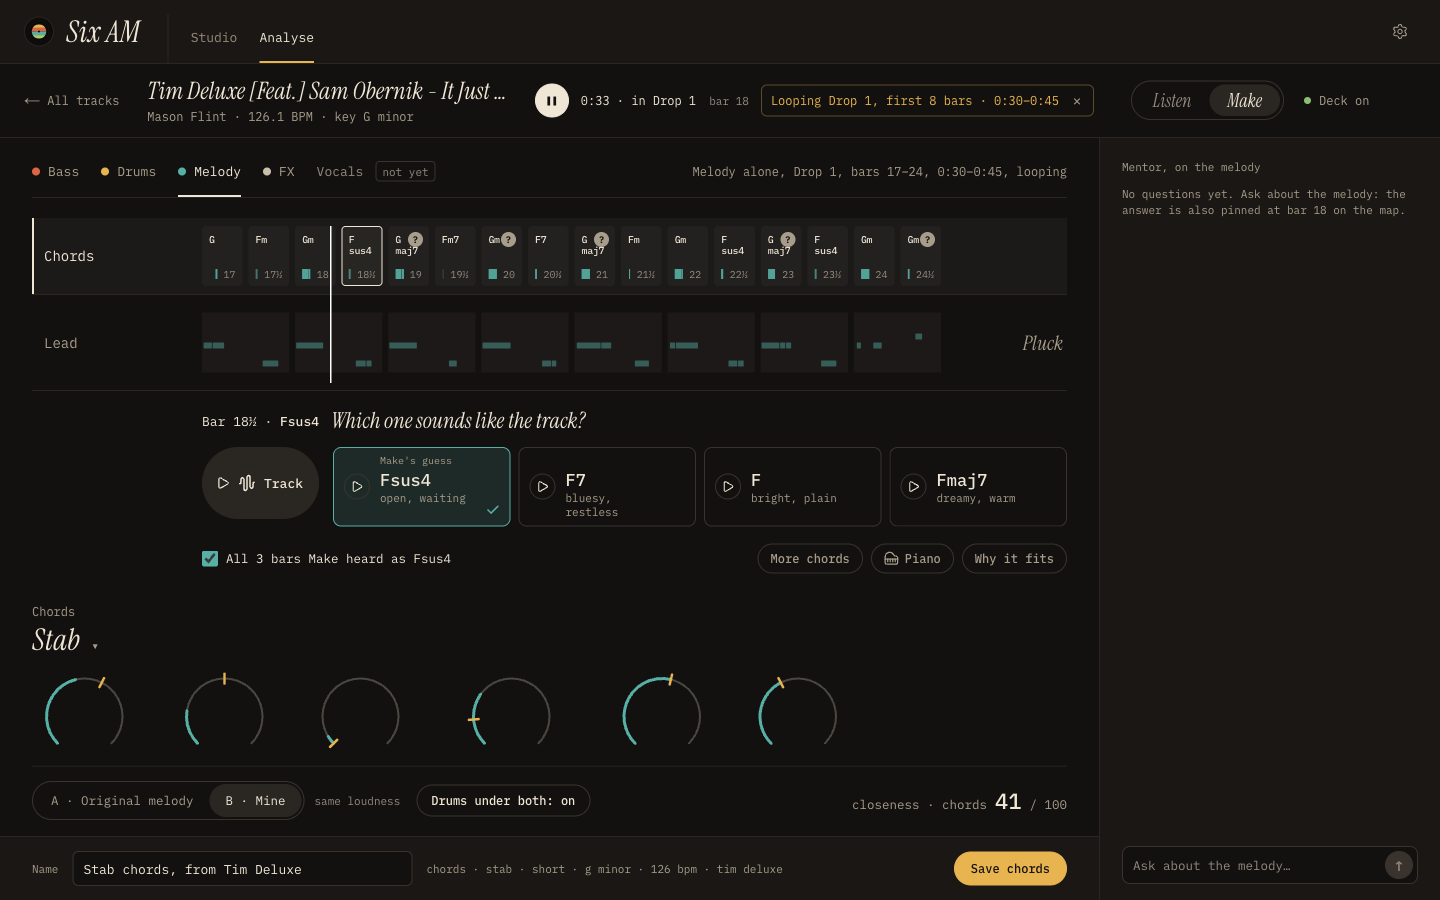 Six AM
Studio
Analyse
← All tracks
Tim Deluxe [Feat.] Sam Obernik - It Just ...
Mason Flint · 126.1 BPM · key G minor
0:33 · in Drop 1
bar 18
Looping Drop 1, first 8 bars · 0:30–0:45 ×
Listen
Make
Deck on
Bass
Drums
Melody
FX
Vocals
not yet
Melody alone, Drop 1, bars 17–24, 0:30–0:45, looping
Chords
G
17
Fm
17½
Gm
18
F
sus4
18½
G
maj7
?
19
Fm7
19½
Gm
?
20
F7
20½
G
maj7
?
21
Fm
21½
Gm
22
F
sus4
22½
G
maj7
?
23
F
sus4
23½
Gm
24
Gm
?
24½
Lead
Pluck
Bar 18½ · Fsus4
Which one sounds like the track?
Track
Make's guess
Fsus4
open, waiting
F7
bluesy,
restless
F
bright, plain
Fmaj7
dreamy, warm
All 3 bars Make heard as Fsus4
More chords
Piano
Why it fits
Chords
Stab ▾
A · Original melody
B · Mine
same loudness
Drums under both: on
closeness · chords 41 / 100
Name
Stab chords, from Tim Deluxe
chords · stab · short · g minor · 126 bpm · tim deluxe
Save chords
Mentor, on the melody
No questions yet. Ask about the melody: the
answer is also pinned at bar 18 on the map.
Ask about the melody…
↑